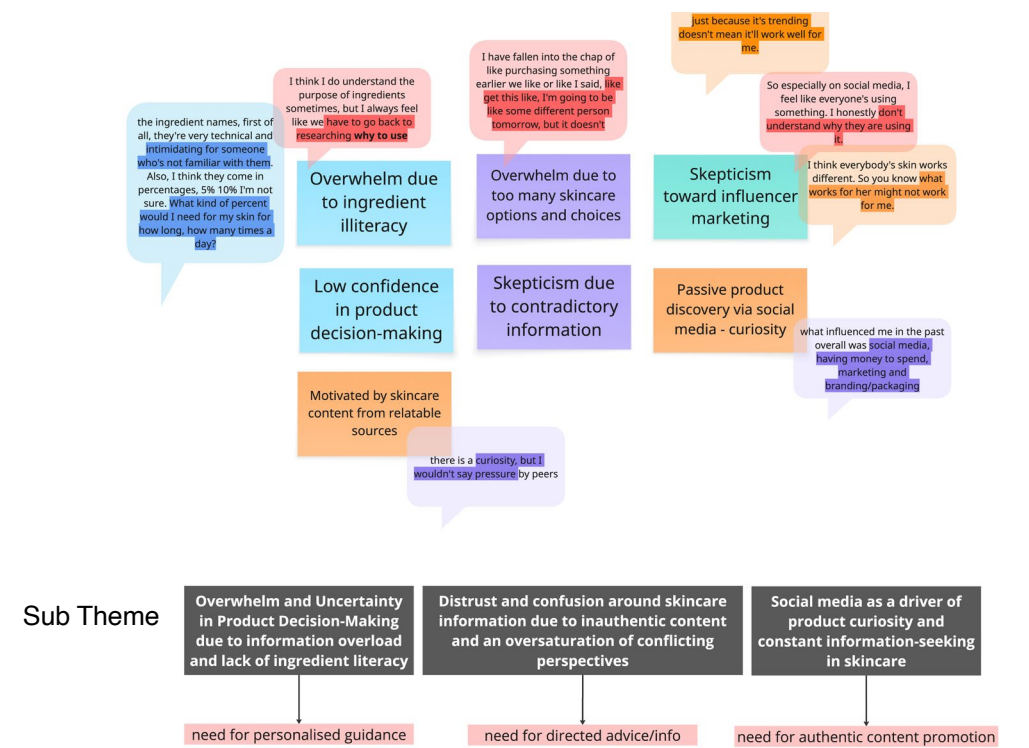 just because it's trending
doesn't mean it'll work well for
me.
I have fallen into the chap of
like purchasing something
earlier we like or like I said, like
get this like, I'm going to be
like some different person
tomorrow, but it doesn't
I think I do understand the
purpose of ingredients
sometimes, but I always feel
like we have to go back to
researching why to use
So especially on social media, I
feel like everyone's using
something. I honestly don't
understand why they are using
it.
the ingredient names, first of
all, they're very technical and
intimidating for someone
who's not familiar with them.
Also, I think they come in
percentages, 5% 10% I'm not
sure. What kind of percent
would I need for my skin for
how long, how many times a
day?
I think everybody's skin works
different. So you know what
works for her might not work
for me.
Overwhelm due
to ingredient
illiteracy
Overwhelm due to
too many skincare
options and choices
Skepticism
toward influencer
marketing
Low confidence
in product
decision-making
Skepticism due
to contradictory
information
Passive product
discovery via social
media - curiosity
what influenced me in the past
overall was social media,
having money to spend,
marketing and
branding/packaging
Motivated by skincare
content from relatable
sources
there is a curiosity, but I
wouldn't say pressure by peers
Sub Theme
Overwhelm and Uncertainty
in Product Decision-Making
due to information overload
and lack of ingredient literacy
Distrust and confusion around skincare
information due to inauthentic content
and an oversaturation of conflicting
perspectives
Social media as a driver of
product curiosity and
constant information-seeking
in skincare
need for personalised guidance
need for directed advice/info
need for authentic content promotion